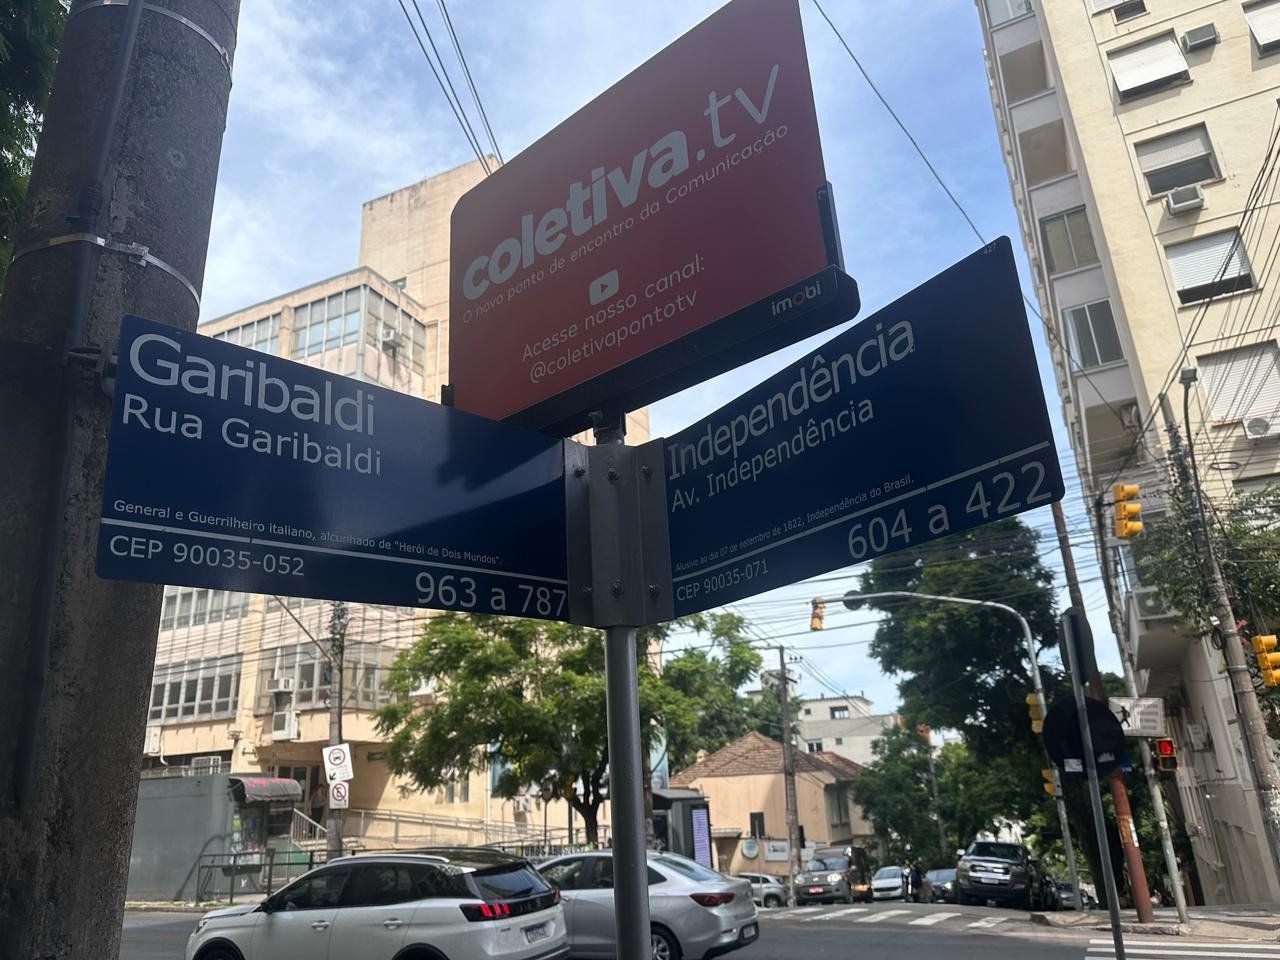 coletiva.tv
O novo ponto de encontro da Comunicação
Acesse nosso canal:
@coletivapontotv
imobi
Garibaldi
Rua Garibaldi
General e Guerrilheiro italiano, alcunhado de "Herói de Dois Mundos".
CEP 90035-052
963 a 787
Independência
Av. Independência
Alusivo ao dia 07 de setembro de 1822, Independência do Brasil.
CEP 90035-071
604 a 422